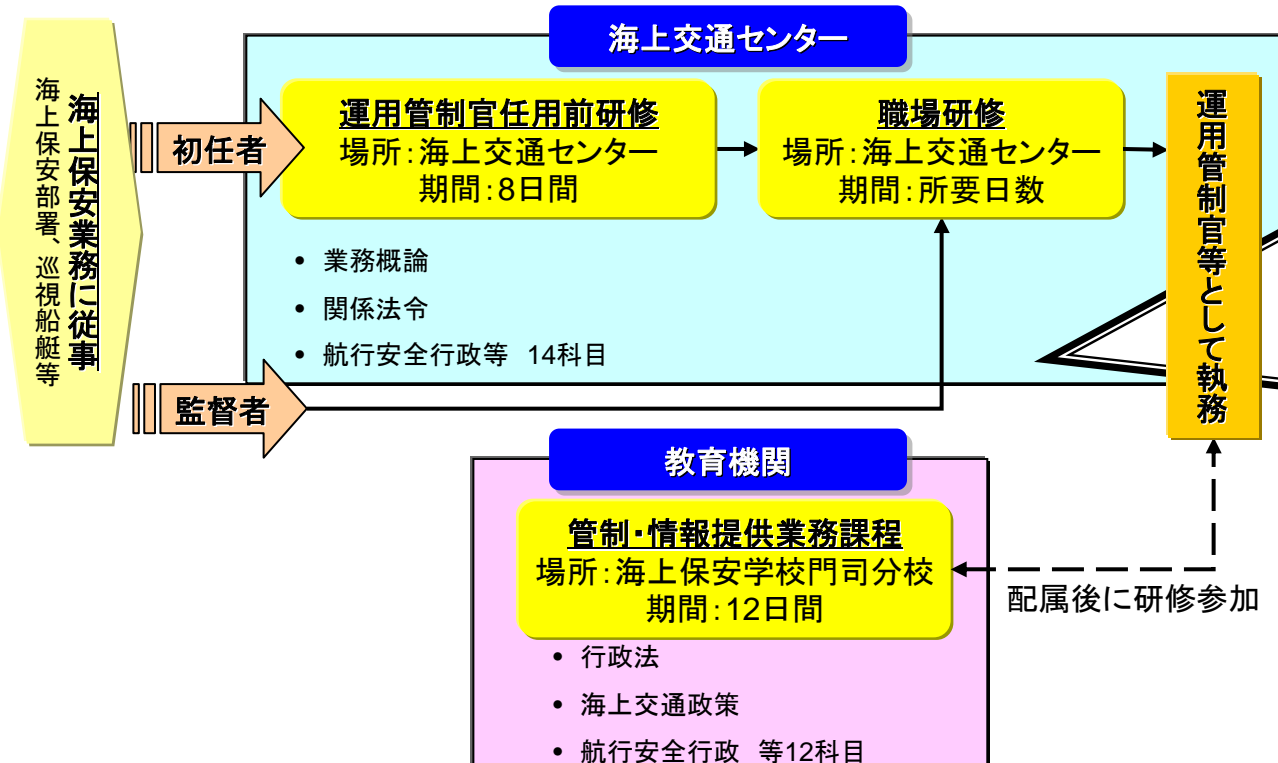 海上交通センター
海上保安業務に従事
海上保安部署、巡視船艇等
初任者
運用管制官任用前研修
場所：海上交通センター
期間：8日間
職場研修
場所：海上交通センター
期間：所要日数
運用管制官等として執務
• 業務概論
• 関係法令
• 航行安全行政等　14科目
監督者
教育機関
管制・情報提供業務課程
場所：海上保安学校門司分校
期間：12日間
配属後に研修参加
• 行政法
• 海上交通政策
• 航行安全行政　等12科目